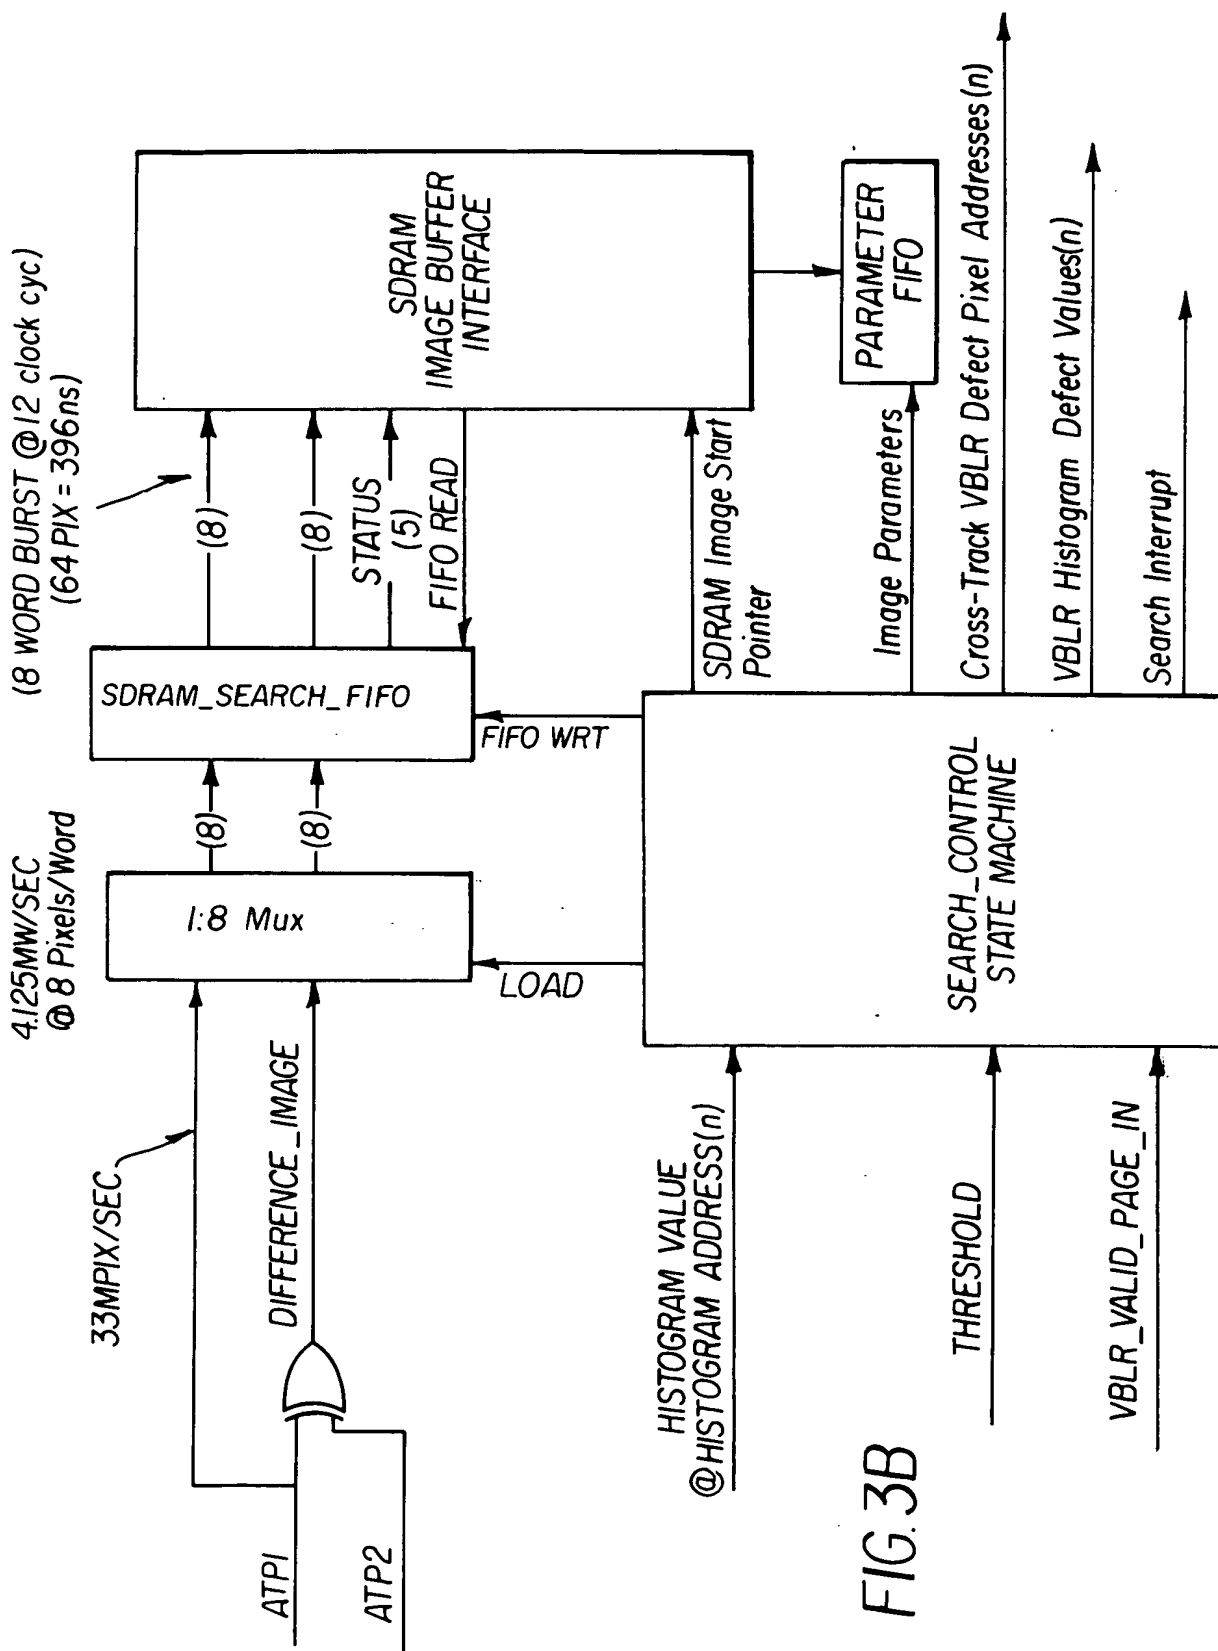 4.125MW/SEC
@ 8 Pixels/Word
(8 WORD BURST @12 clock cyc)
(64 PIX = 396ns)
33MPIX/SEC
ATP1
ATP2
DIFFERENCE_IMAGE
1:8 Mux
(8)
(8)
SDRAM_SEARCH_FIFO
(8)
(8)
STATUS
(5)
FIFO READ
SDRAM
IMAGE BUFFER
INTERFACE
LOAD
FIFO WRT
SDRAM Image Start
Pointer
HISTOGRAM VALUE
@HISTOGRAM ADDRESS(n)
THRESHOLD
VBLR_VALID_PAGE_IN
SEARCH_CONTROL
STATE MACHINE
Image Parameters
PARAMETER
FIFO
Cross-Track VBLR Defect Pixel Addresses(n)
VBLR Histogram Defect Values(n)
Search Interrupt
FIG. 3B